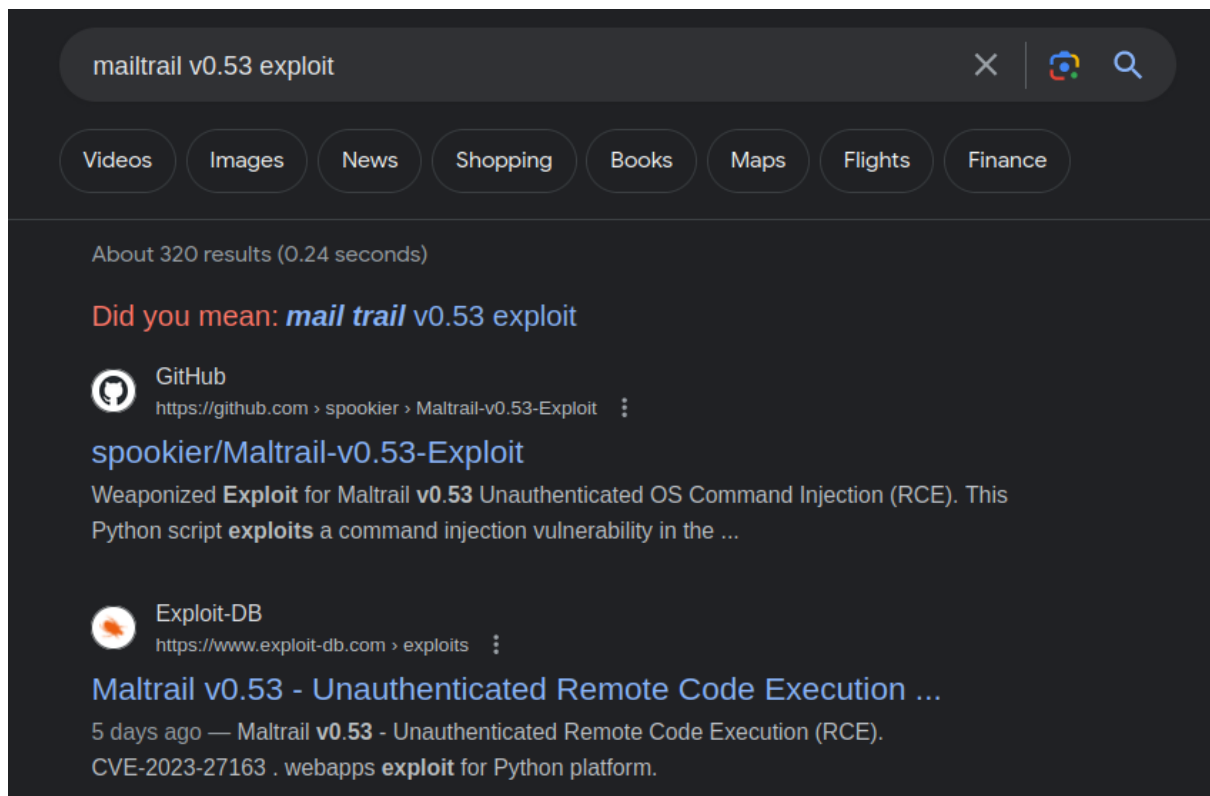 mailtrail v0.53 exploit
Videos Images News Shopping Books Maps Flights Finance
About 320 results (0.24 seconds)
Did you mean: mail trail v0.53 exploit
GitHub
https://github.com › spookier › Maltrail-v0.53-Exploit
spookier/Maltrail-v0.53-Exploit
Weaponized Exploit for Maltrail v0.53 Unauthenticated OS Command Injection (RCE). This
Python script exploits a command injection vulnerability in the ...
Exploit-DB
https://www.exploit-db.com › exploits
Maltrail v0.53 - Unauthenticated Remote Code Execution ...
5 days ago — Maltrail v0.53 - Unauthenticated Remote Code Execution (RCE).
CVE-2023-27163 . webapps exploit for Python platform.